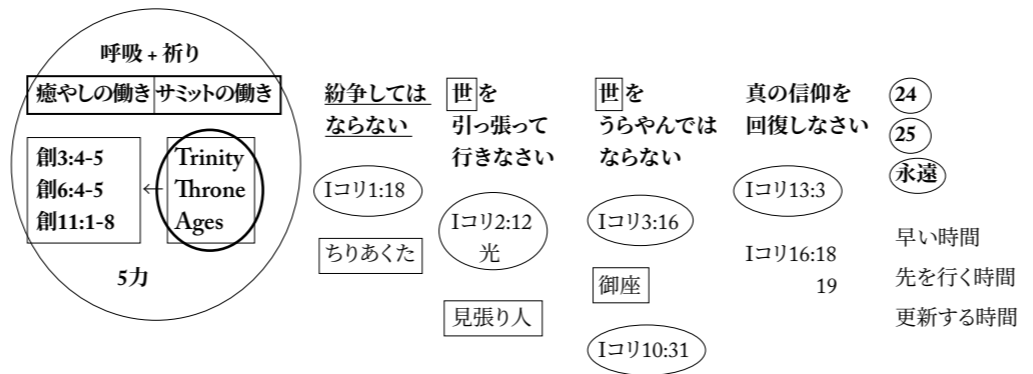 呼吸 + 祈り
癒やしの働き サミットの働き
創3:4-5
創6:4-5
創11:1-8
←
Trinity
Throne
Ages
5力
紛争しては
ならない
Iコリ1:18
ちりあくた
世を
引っ張って
行きなさい
Iコリ2:12
光
見張り人
世を
うらやんでは
ならない
Iコリ3:16
御座
Iコリ10:31
真の信仰を
回復しなさい
Iコリ13:3
Iコリ16:18
19
24
25
永遠
早い時間
先を行く時間
更新する時間